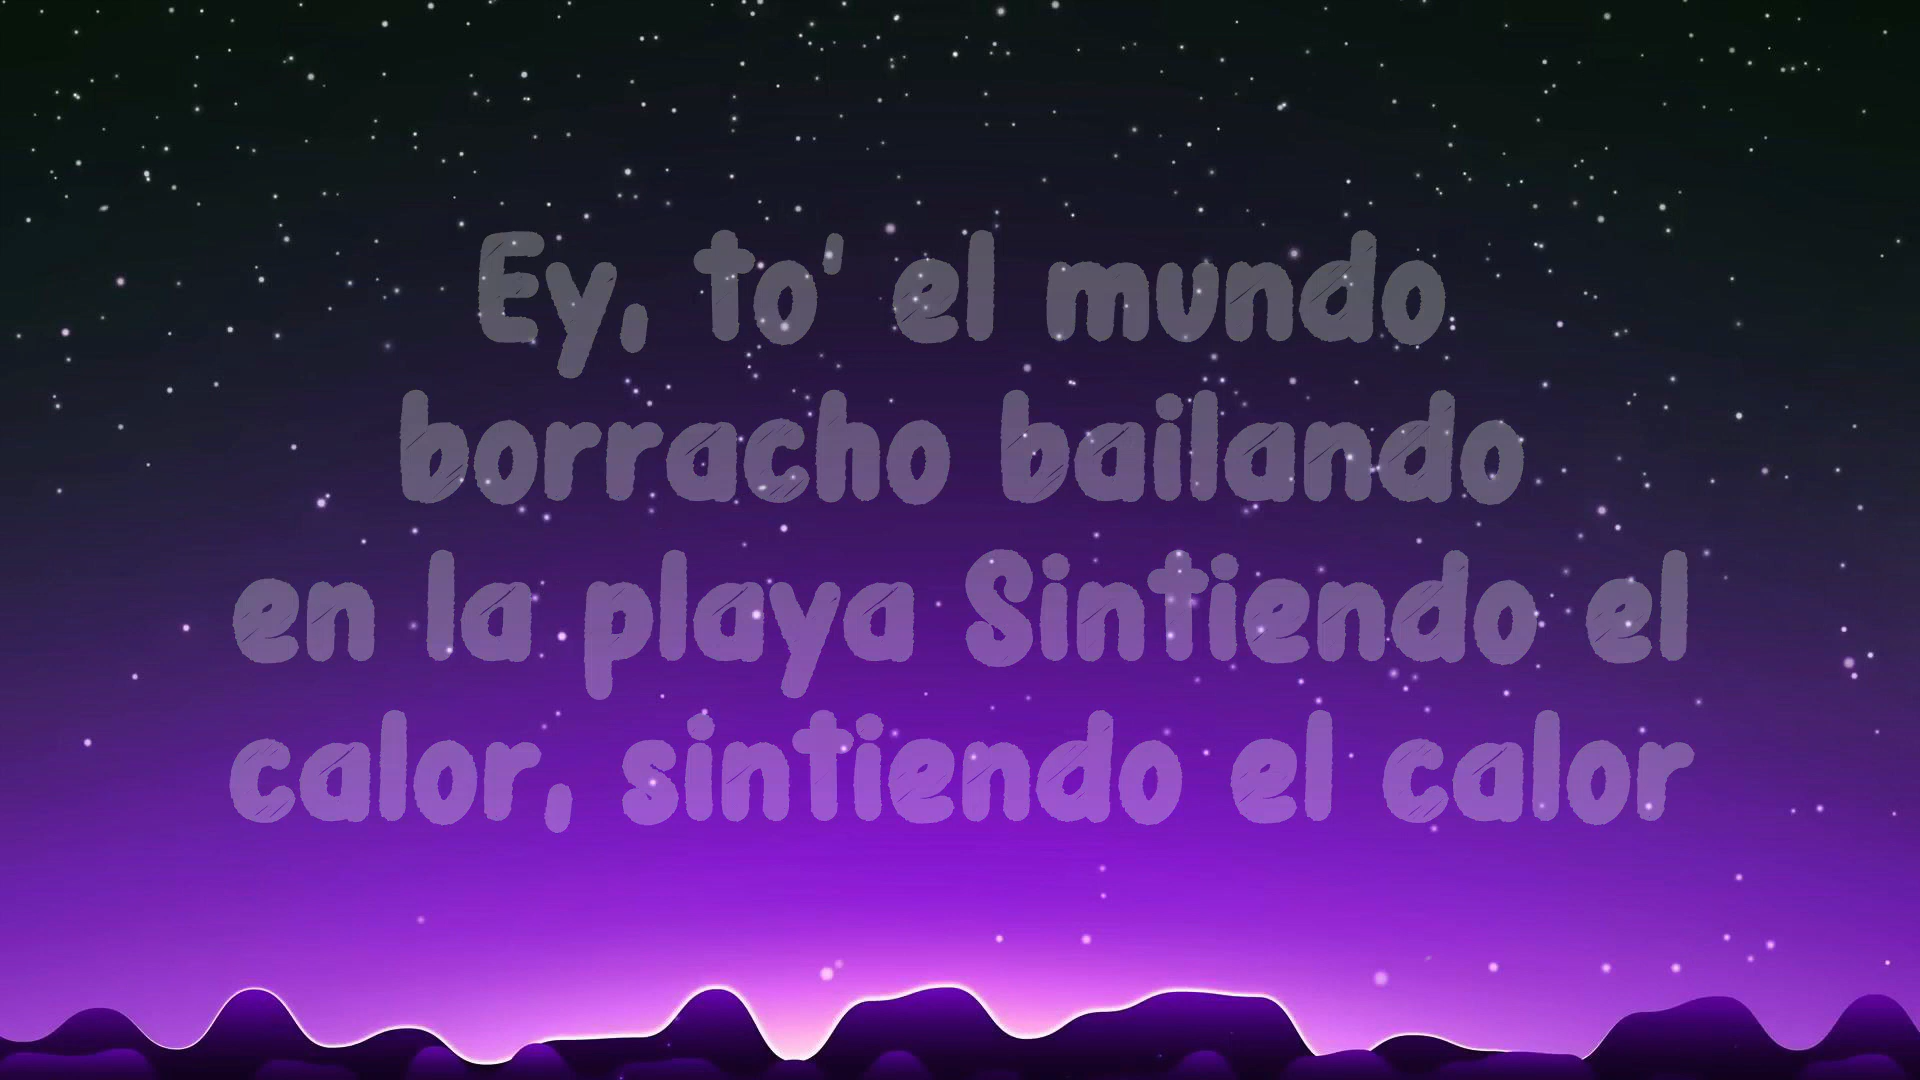 Ey, to' el mundo
borracho bailando
en la playa Sintiendo el
calor, sintiendo el calor